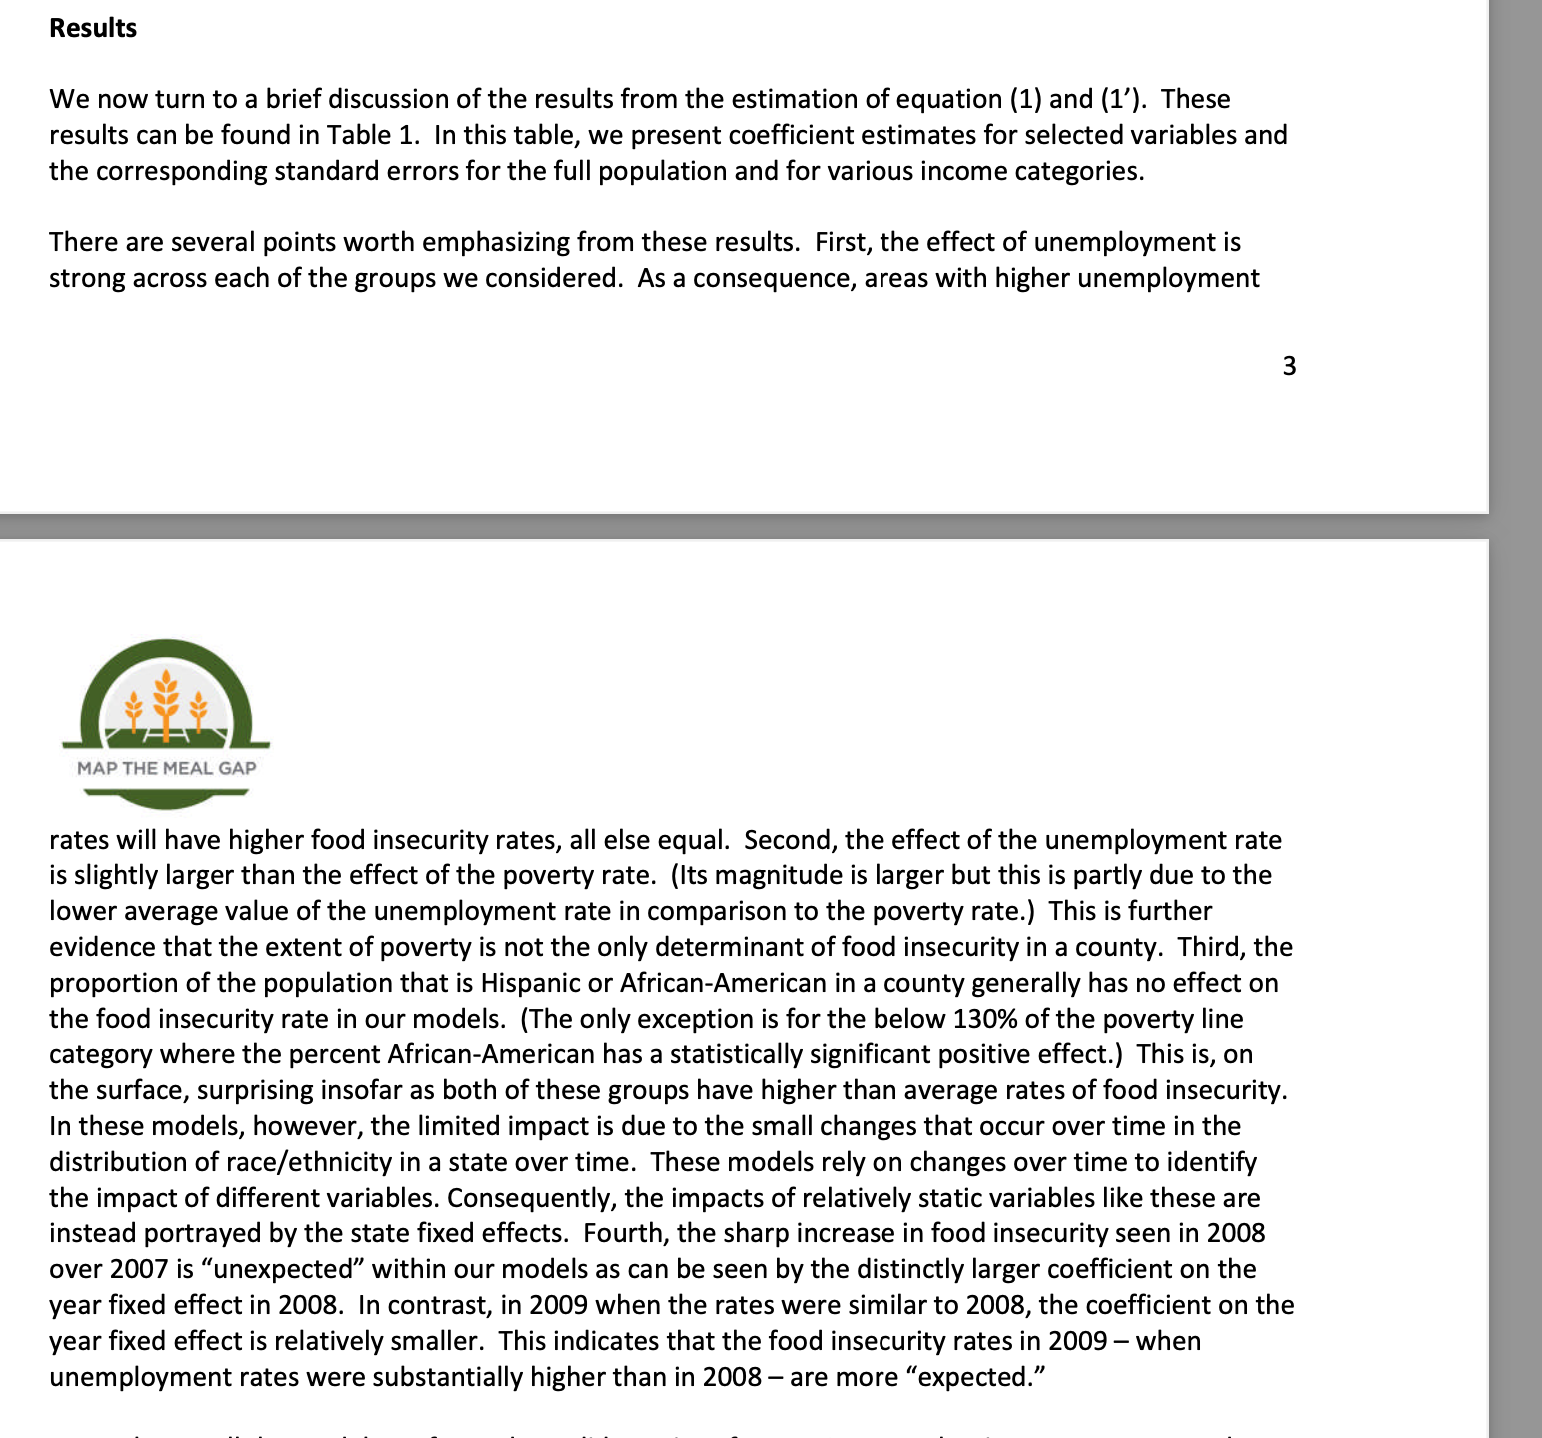 Results
We now turn to a brief discussion of the results from the estimation of equation (1) and (1’).  These
results can be found in Table 1.  In this table, we present coefficient estimates for selected variables and
the corresponding standard errors for the full population and for various income categories.
There are several points worth emphasizing from these results.  First, the effect of unemployment is
strong across each of the groups we considered.  As a consequence, areas with higher unemployment
3
MAP THE MEAL GAP
rates will have higher food insecurity rates, all else equal.  Second, the effect of the unemployment rate
is slightly larger than the effect of the poverty rate.  (Its magnitude is larger but this is partly due to the
lower average value of the unemployment rate in comparison to the poverty rate.)  This is further
evidence that the extent of poverty is not the only determinant of food insecurity in a county.  Third, the
proportion of the population that is Hispanic or African-American in a county generally has no effect on
the food insecurity rate in our models.  (The only exception is for the below 130% of the poverty line
category where the percent African-American has a statistically significant positive effect.)  This is, on
the surface, surprising insofar as both of these groups have higher than average rates of food insecurity.
In these models, however, the limited impact is due to the small changes that occur over time in the
distribution of race/ethnicity in a state over time.  These models rely on changes over time to identify
the impact of different variables. Consequently, the impacts of relatively static variables like these are
instead portrayed by the state fixed effects.  Fourth, the sharp increase in food insecurity seen in 2008
over 2007 is “unexpected” within our models as can be seen by the distinctly larger coefficient on the
year fixed effect in 2008.  In contrast, in 2009 when the rates were similar to 2008, the coefficient on the
year fixed effect is relatively smaller.  This indicates that the food insecurity rates in 2009 – when
unemployment rates were substantially higher than in 2008 – are more “expected.”